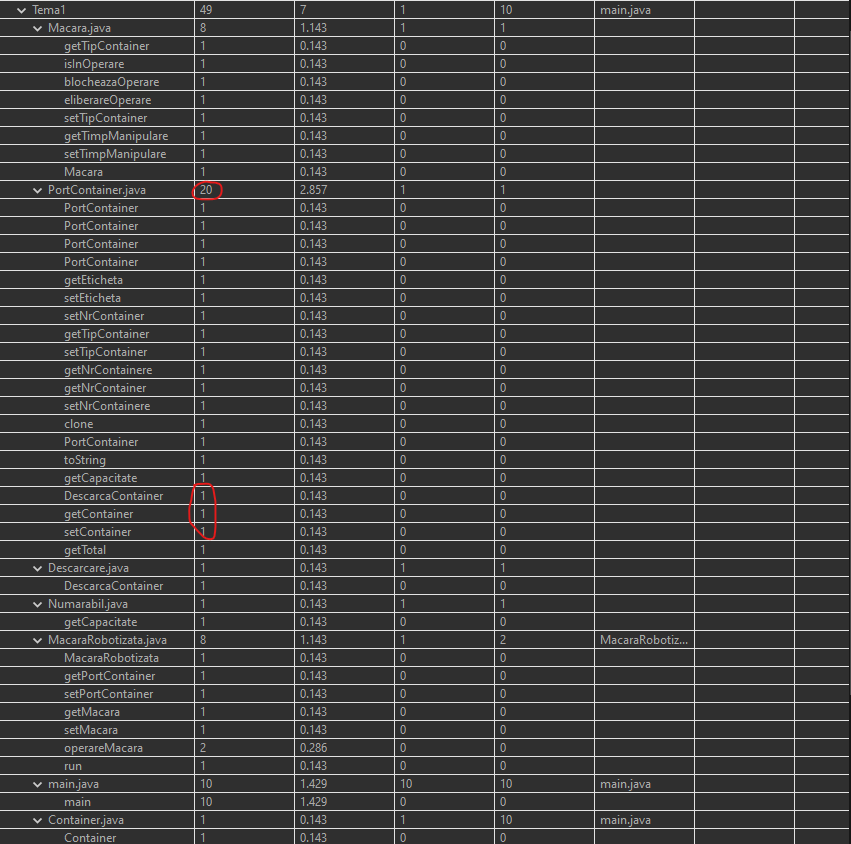 Tema1 49 7 1 10 main.java
Macara.java 8 1.143 1 1
getTipContainer 1 0.143 0 0
isInOperare 1 0.143 0 0
blocheazaOperare 1 0.143 0 0
eliberareOperare 1 0.143 0 0
setTipContainer 1 0.143 0 0
getTimpManipulare 1 0.143 0 0
setTimpManipulare 1 0.143 0 0
Macara 1 0.143 0 0
PortContainer.java 20 2.857 1 1
PortContainer 1 0.143 0 0
PortContainer 1 0.143 0 0
PortContainer 1 0.143 0 0
PortContainer 1 0.143 0 0
getEticheta 1 0.143 0 0
setEticheta 1 0.143 0 0
setNrContainer 1 0.143 0 0
getTipContainer 1 0.143 0 0
setTipContainer 1 0.143 0 0
getNrContainere 1 0.143 0 0
getNrContainer 1 0.143 0 0
setNrContainere 1 0.143 0 0
clone 1 0.143 0 0
PortContainer 1 0.143 0 0
toString 1 0.143 0 0
getCapacitate 1 0.143 0 0
DescarcaContainer 1 0.143 0 0
getContainer 1 0.143 0 0
setContainer 1 0.143 0 0
getTotal 1 0.143 0 0
Descarcare.java 1 0.143 1 1
DescarcaContainer 1 0.143 0 0
Numarabil.java 1 0.143 1 1
getCapacitate 1 0.143 0 0
MacaraRobotizata.java 8 1.143 1 2 MacaraRobotiz...
MacaraRobotizata 1 0.143 0 0
getPortContainer 1 0.143 0 0
setPortContainer 1 0.143 0 0
getMacara 1 0.143 0 0
setMacara 1 0.143 0 0
operareMacara 2 0.286 0 0
run 1 0.143 0 0
main.java 10 1.429 10 10 main.java
main 10 1.429 0 0
Container.java 1 0.143 1 10 main.java
Container 1 0.143 0 0